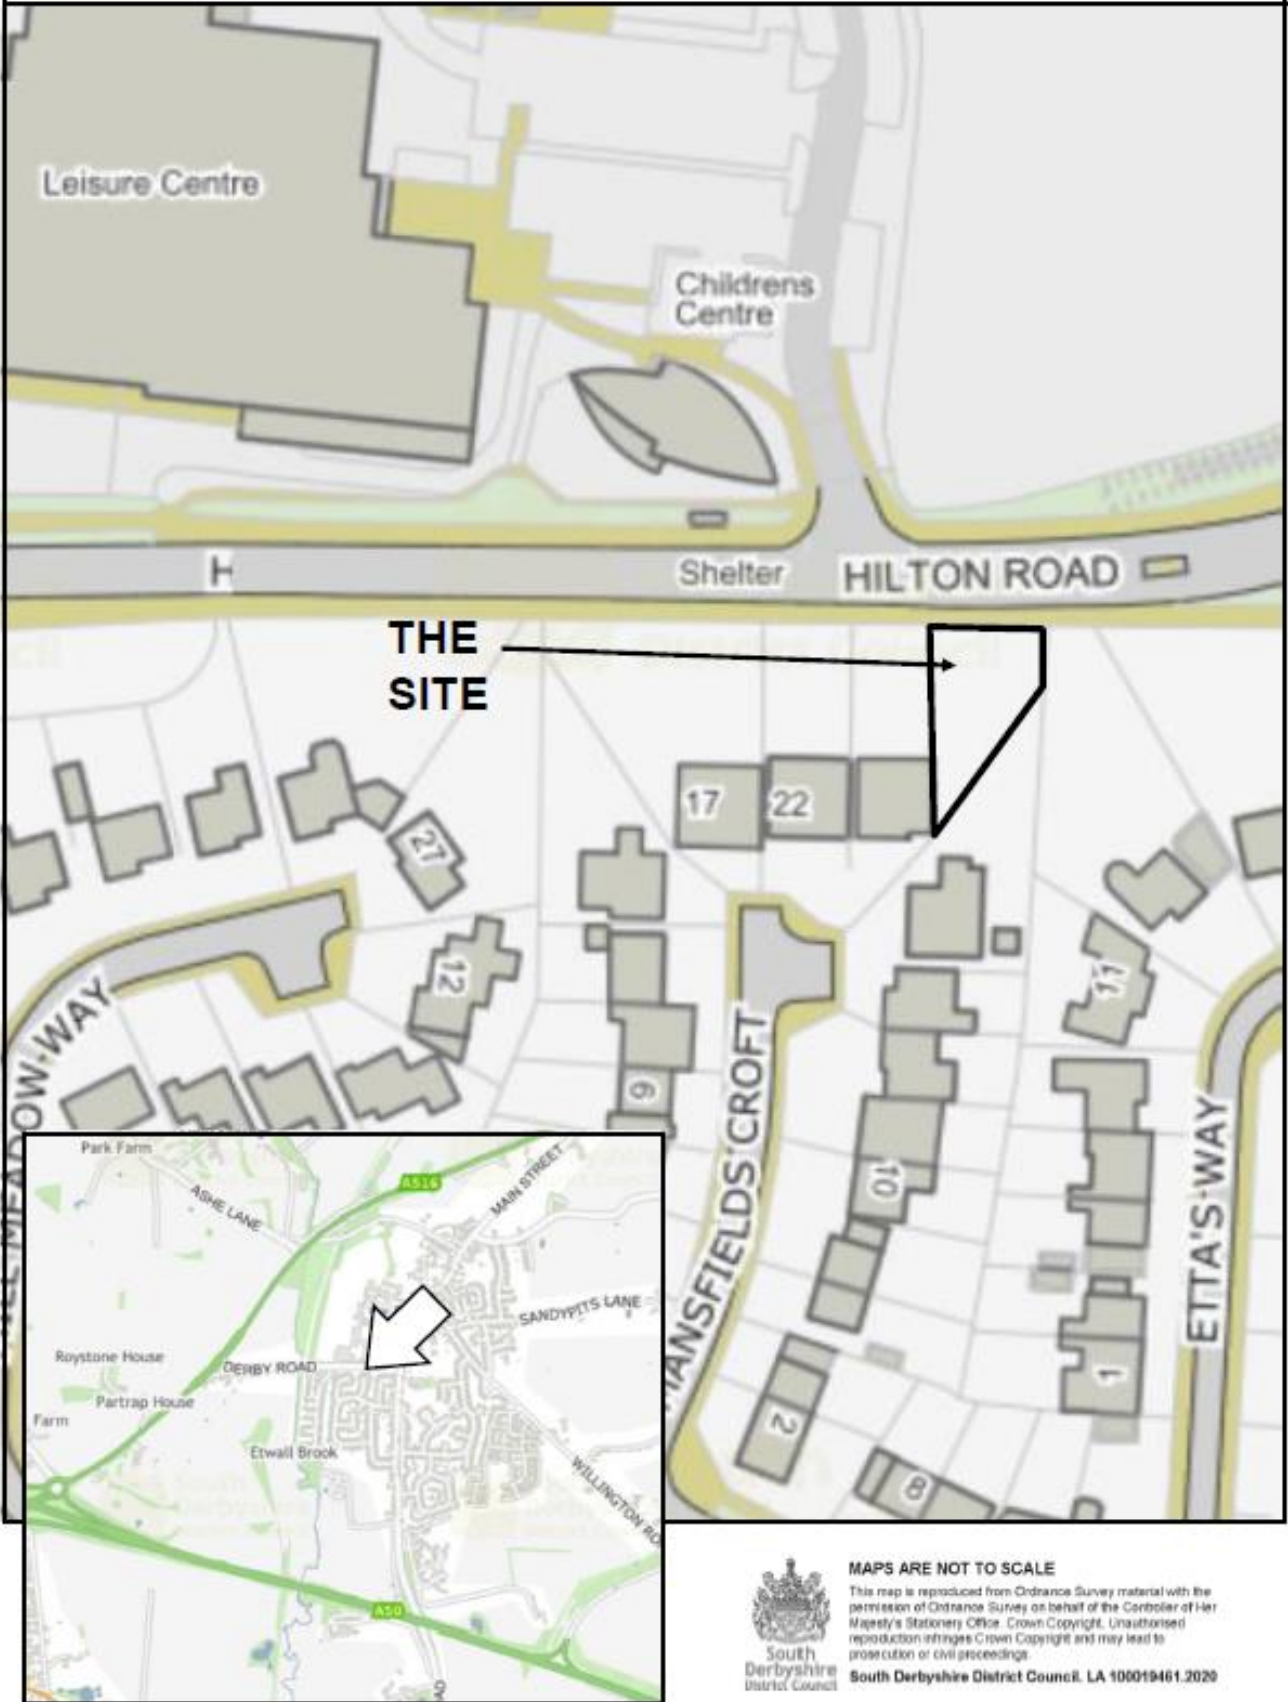 Leisure Centre
Childrens
Centre
H
Shelter
HILTON ROAD
THE
SITE
17
22
27
12
11
6
10
1
2
8
MANSFIELDS CROFT
ETTA'S WAY
MEADOW WAY
Park Farm
A516
MAIN STREET
ASHE LANE
SANDYPITS LANE
Roystone House
DERBY ROAD
Partrap House
Farm
Etwall Brook
WILLINGTON RO
A50
AD
South
Derbyshire
District Council
MAPS ARE NOT TO SCALE
This map is reproduced from Ordnance Survey material with the
permission of Ordnance Survey on behalf of the Controller of Her
Majesty's Stationery Office. Crown Copyright. Unauthorised
reproduction infringes Crown Copyright and may lead to
prosecution or civil proceedings.
South Derbyshire District Council. LA 100019461.2020